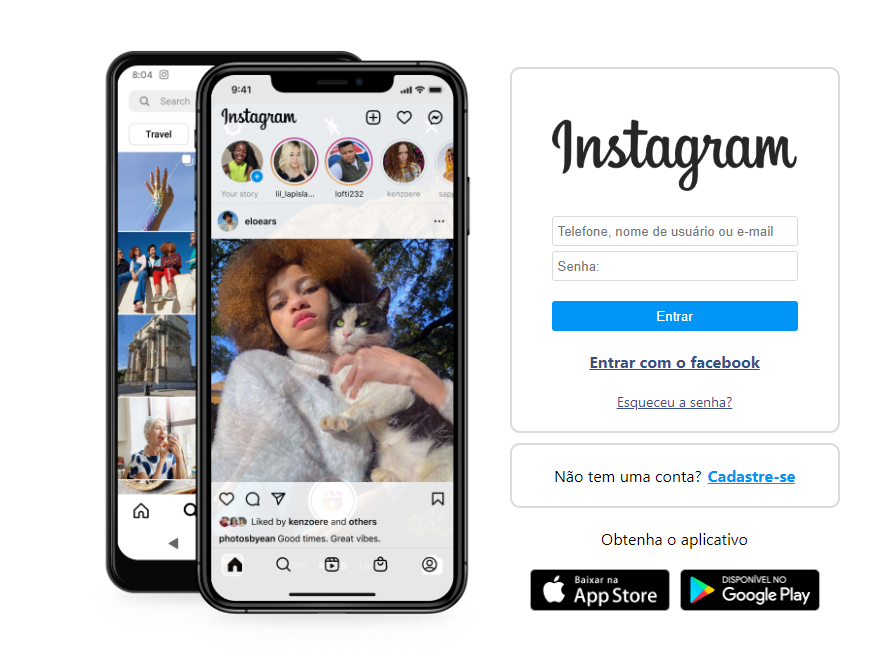 8:04
Search
Travel
9:41
Instagram
Your story
lil_lapisla...
lofti232
kenzoere
sapp
eloears
Liked by kenzoere and others
photosbyean Good times. Great vibes.
Instagram
Telefone, nome de usuário ou e-mail
Senha:
Entrar
Entrar com o facebook
Esqueceu a senha?
Não tem uma conta? Cadastre-se
Obtenha o aplicativo
Baixar na
App Store
DISPONÍVEL NO
Google Play